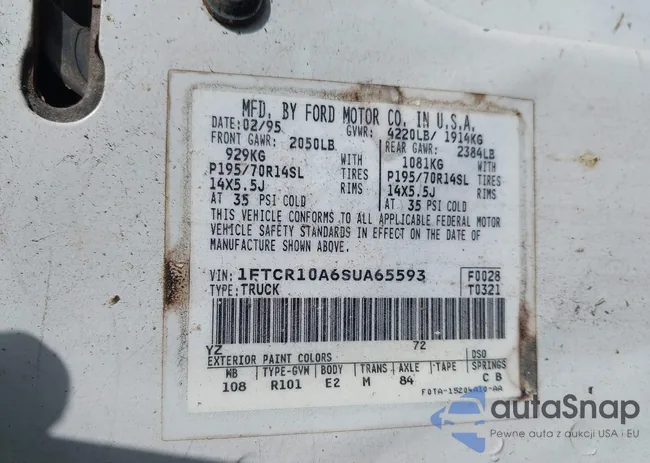 MFD. BY FORD MOTOR CO. IN U.S.A.
DATE: 02/95 GVWR: 4220LB/ 1914KG
FRONT GAWR: 2050LB REAR GAWR: 2384LB
929KG WITH 1081KG WITH
P195/70R14SL TIRES P195/70R14SL TIRES
14X5.5J RIMS 14X5.5J RIMS
AT 35 PSI COLD AT 35 PSI COLD
THIS VEHICLE CONFORMS TO ALL APPLICABLE FEDERAL MOTOR
VEHICLE SAFETY STANDARDS IN EFFECT ON THE DATE OF
MANUFACTURE SHOWN ABOVE.
VIN: 1FTCR10A6SUA65593 F0028
TYPE: TRUCK T0321
YZ 72
EXTERIOR PAINT COLORS DSO
WB TYPE-GVM BODY TRANS AXLE TAPE SPRINGS
108 R101 E2 M 84 C B
autoSnap
Pewne auta z aukcji USA i EU